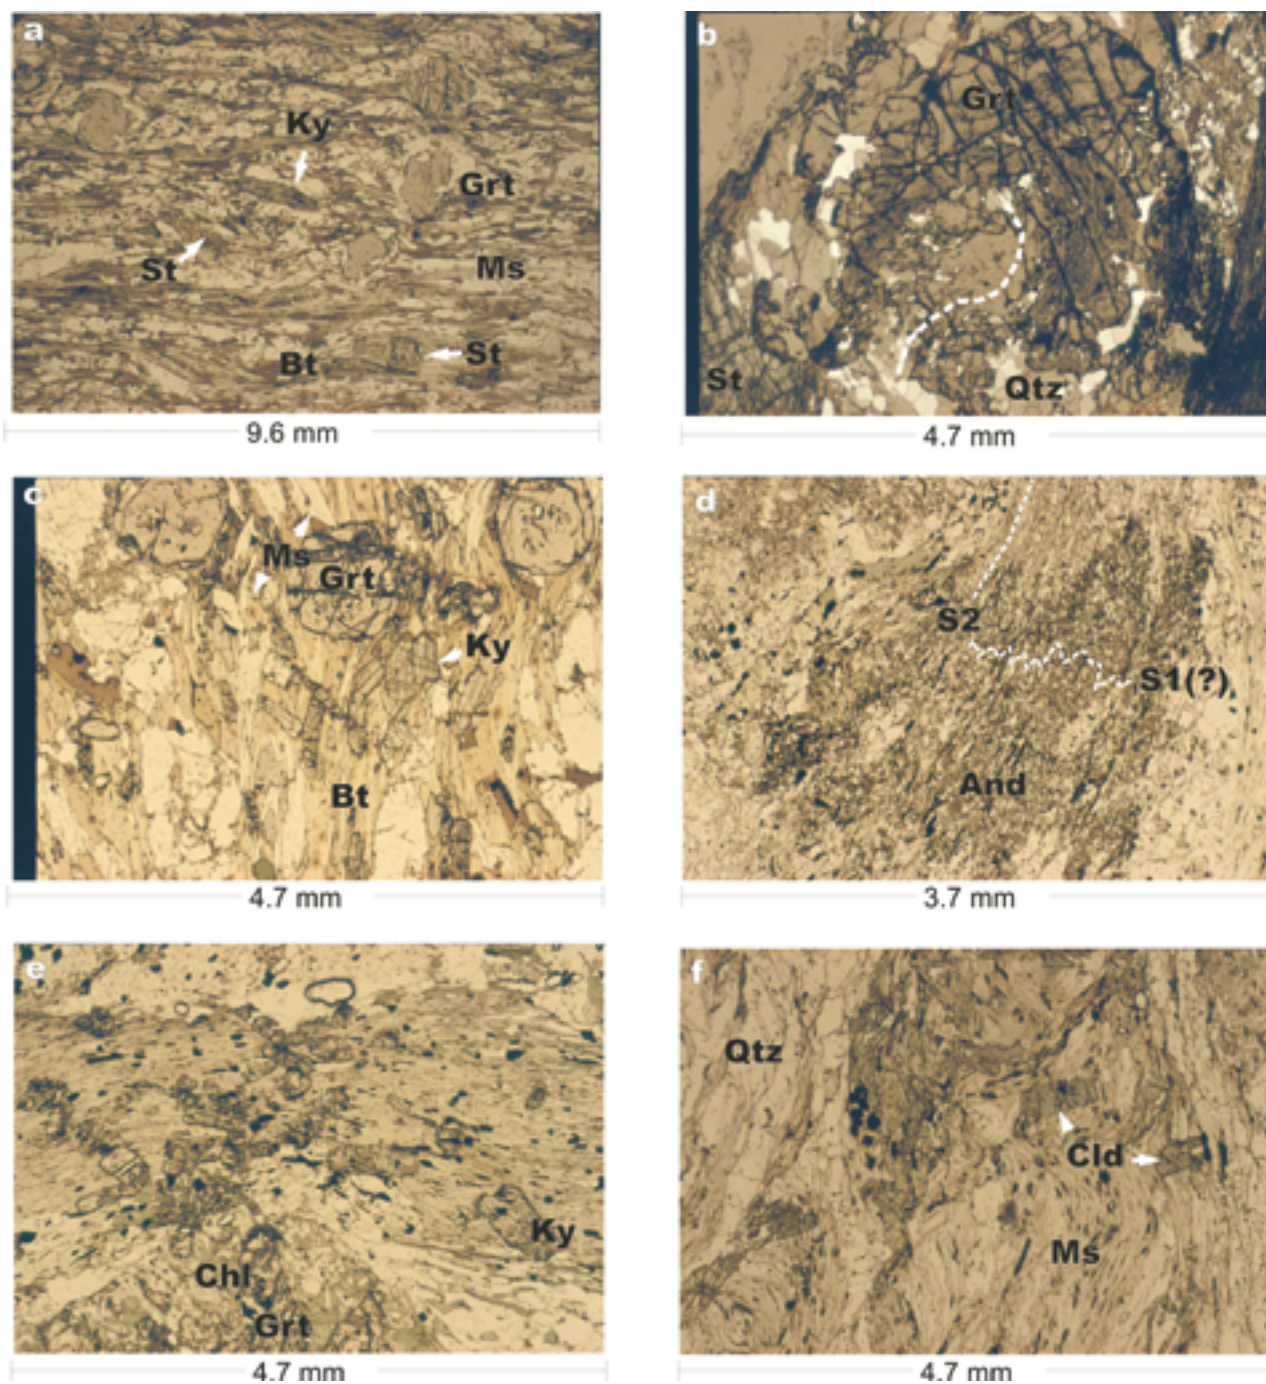 a
Ky
Grt
St
Ms
Bt
St
9.6 mm
b
Grt
St
Qtz
4.7 mm
c
Ms
Grt
Ky
Bt
4.7 mm
d
S2
S1(?)
And
3.7 mm
e
Ky
Chl
Grt
4.7 mm
f
Qtz
Cld
Ms
4.7 mm